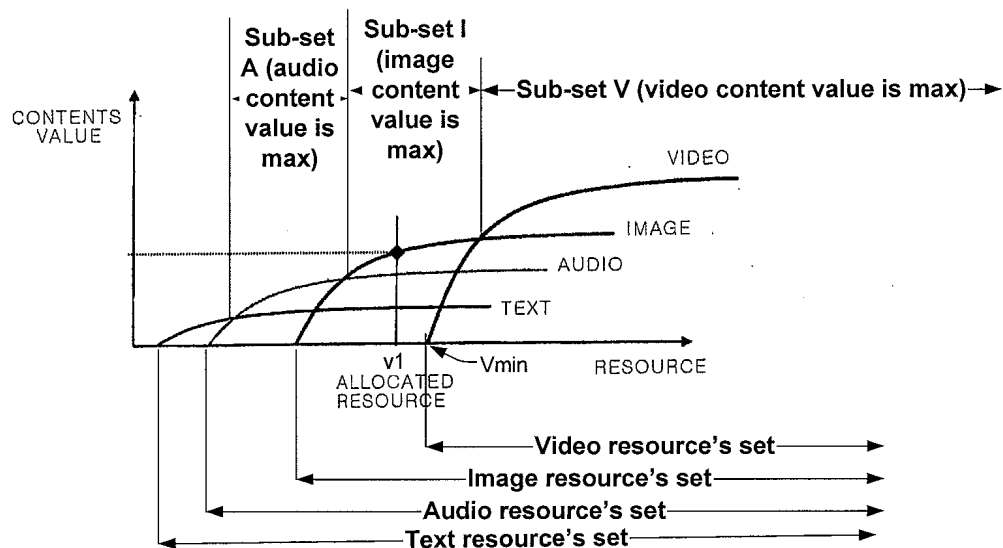 Sub-set
A (audio
content
value is
max)
Sub-set I
(image
content
value is
max)
Sub-set V (video content value is max)
CONTENTS
VALUE
VIDEO
IMAGE
AUDIO
TEXT
v1
ALLOCATED
RESOURCE
Vmin
RESOURCE
Video resource's set
Image resource's set
Audio resource's set
Text resource's set